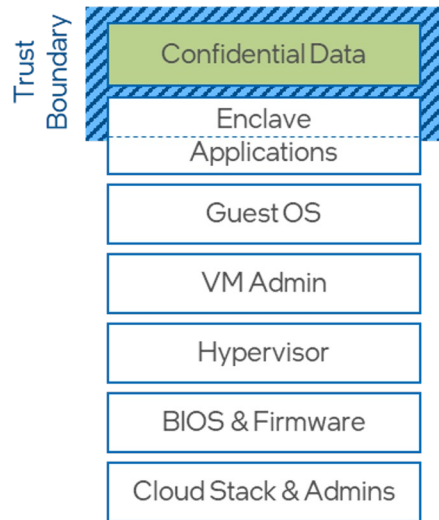 Trust
Boundary
Confidential Data
Enclave
Applications
Guest OS
VM Admin
Hypervisor
BIOS & Firmware
Cloud Stack & Admins